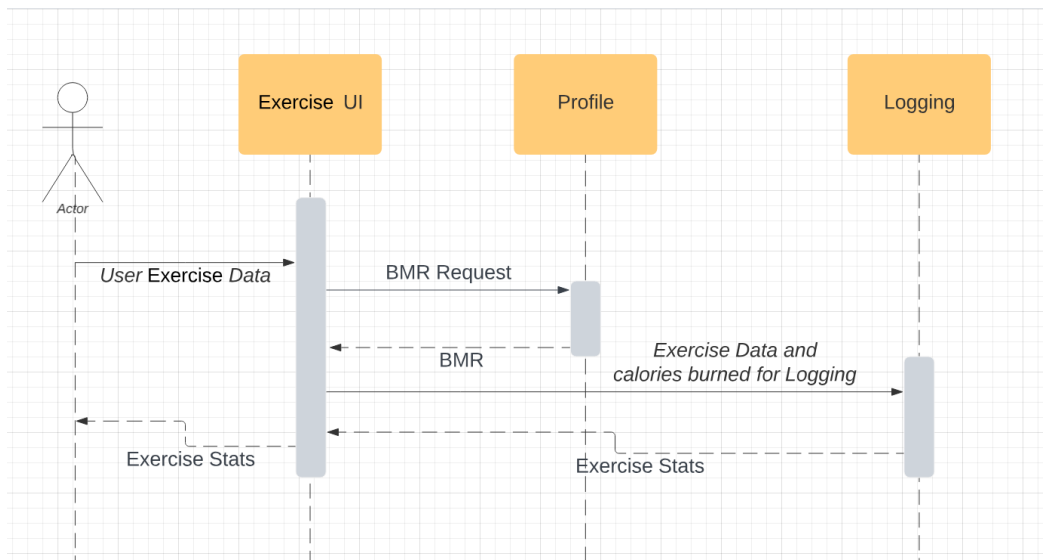 Exercise UI
Profile
Logging
Actor
User Exercise Data
BMR Request
BMR
Exercise Data and
calories burned for Logging
Exercise Stats
Exercise Stats